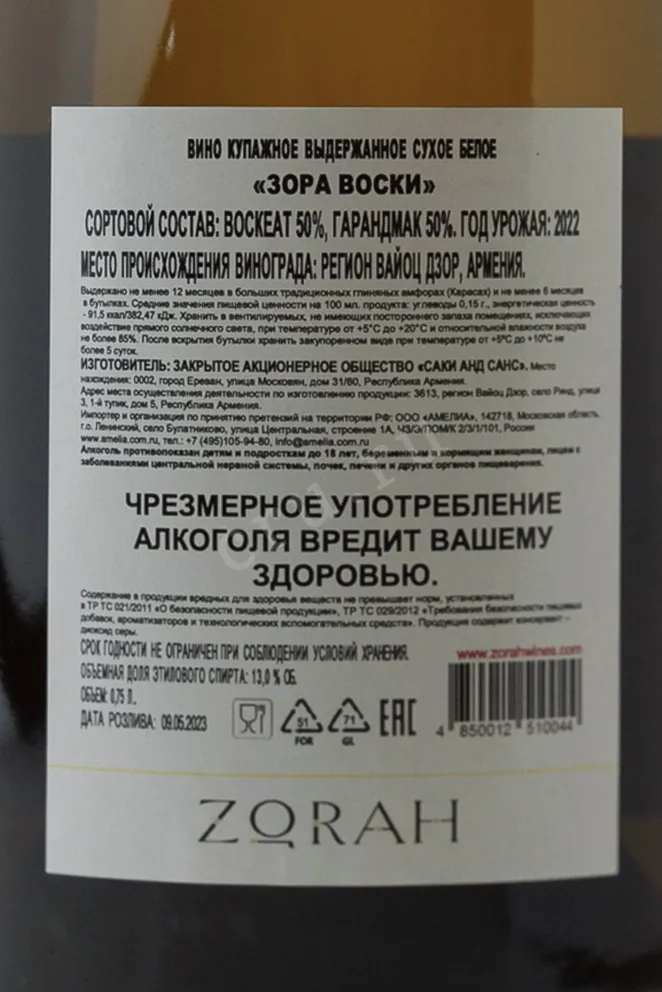 ВИНО КУПАЖНОЕ ВЫДЕРЖАННОЕ СУХОЕ БЕЛОЕ
«ЗОРА ВОСКИ»
СОРТОВОЙ СОСТАВ: ВОСКЕАТ 50%, ГАРАНДМАК 50%. ГОД УРОЖАЯ: 2022
МЕСТО ПРОИСХОЖДЕНИЯ ВИНОГРАДА: РЕГИОН ВАЙОЦ ДЗОР, АРМЕНИЯ.
Выдержано не менее 12 месяцев в больших традиционных глиняных амфорах (Карасах) и не менее 6 месяцев
в бутылках. Средние значения пищевой ценности на 100 мл. продукта: углеводы 0,15 г., энергетическая ценность
- 91,5 ккал/382,47 кДж. Хранить в вентилируемых, не имеющих постороннего запаха помещениях, исключающих
воздействие прямого солнечного света, при температуре от +5°С до +20°С и относительной влажности воздуха
не более 85%. После вскрытия бутылки хранить закупоренном виде при температуре от +5°С до +10°С не
более 5 суток.
ИЗГОТОВИТЕЛЬ: ЗАКРЫТОЕ АКЦИОНЕРНОЕ ОБЩЕСТВО «САКИ АНД САНС». Место
нахождения: 0002, город Ереван, улица Московян, дом 31/60, Республика Армения.
Адрес места осуществления деятельности по изготовлению продукции: 3613, регион Вайоц Дзор, село Ринд, улица
3, 1-й тупик, дом 5, Республика Армения.
Импортер и организация по принятию претензий на территории РФ: ООО «АМЕЛИА», 142718, Московская область,
г.о. Ленинский, село Булатниково, улица Центральная, строение 1А, ЧЗ/Э/ПОМ/К 2/3/1/101, Россия
www.amelia.com.ru, тел.: +7 (495)105-94-80, info@amelia.com.ru
Алкоголь противопоказан детям и подросткам до 18 лет, беременным и кормящим женщинам, лицам с
заболеваниями центральной нервной системы, почек, печени и других органов пищеварения.
ЧРЕЗМЕРНОЕ УПОТРЕБЛЕНИЕ
АЛКОГОЛЯ ВРЕДИТ ВАШЕМУ
ЗДОРОВЬЮ.
Содержание в продукции вредных для здоровья веществ не превышает норм, установленных
в ТР ТС 021/2011 «О безопасности пищевой продукции», ТР ТС 029/2012 «Требования безопасности пищевых
добавок, ароматизаторов и технологических вспомогательных средств». Продукция содержит консервант -
диоксид серы.
СРОК ГОДНОСТИ НЕ ОГРАНИЧЕН ПРИ СОБЛЮДЕНИИ УСЛОВИЙ ХРАНЕНИЯ.
www.zorahwines.com
ОБЪЕМНАЯ ДОЛЯ ЭТИЛОВОГО СПИРТА: 13,0 % ОБ.
ОБЪЕМ: 0,75 Л.
ДАТА РОЗЛИВА: 09.05.2023
51
FOR
71
GL
ЕАС
4 850012 510044
ZORAH